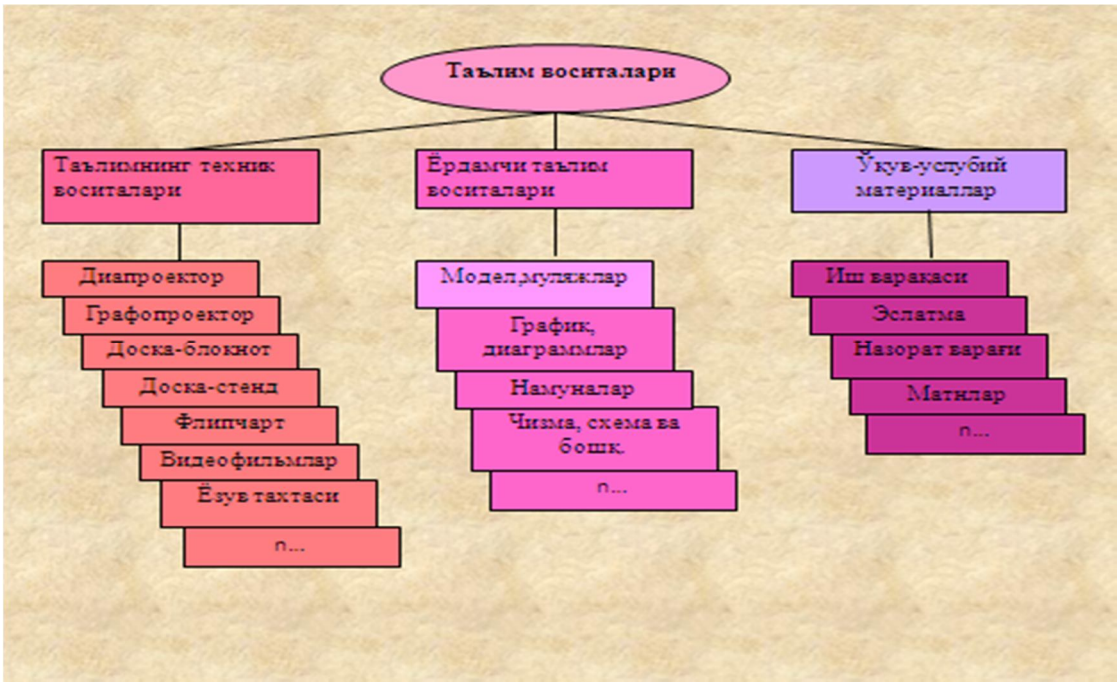 Таълим воситалари
Таълимнинг техник
воситалари
Диапроектор
Графопроектор
Доска-блокнот
Доска-стенд
Флипчарт
Видеофильмлар
Ёзув тахтаси
n...
Ёрдамчи таълим
воситалари
Модел,муляжлар
График,
диаграммлар
Намуналар
Чизма, схема ва
бошқ.
n...
Ўқув-услубий
материаллар
Иш варақаси
Эслатма
Назорат варағи
Матнлар
n...